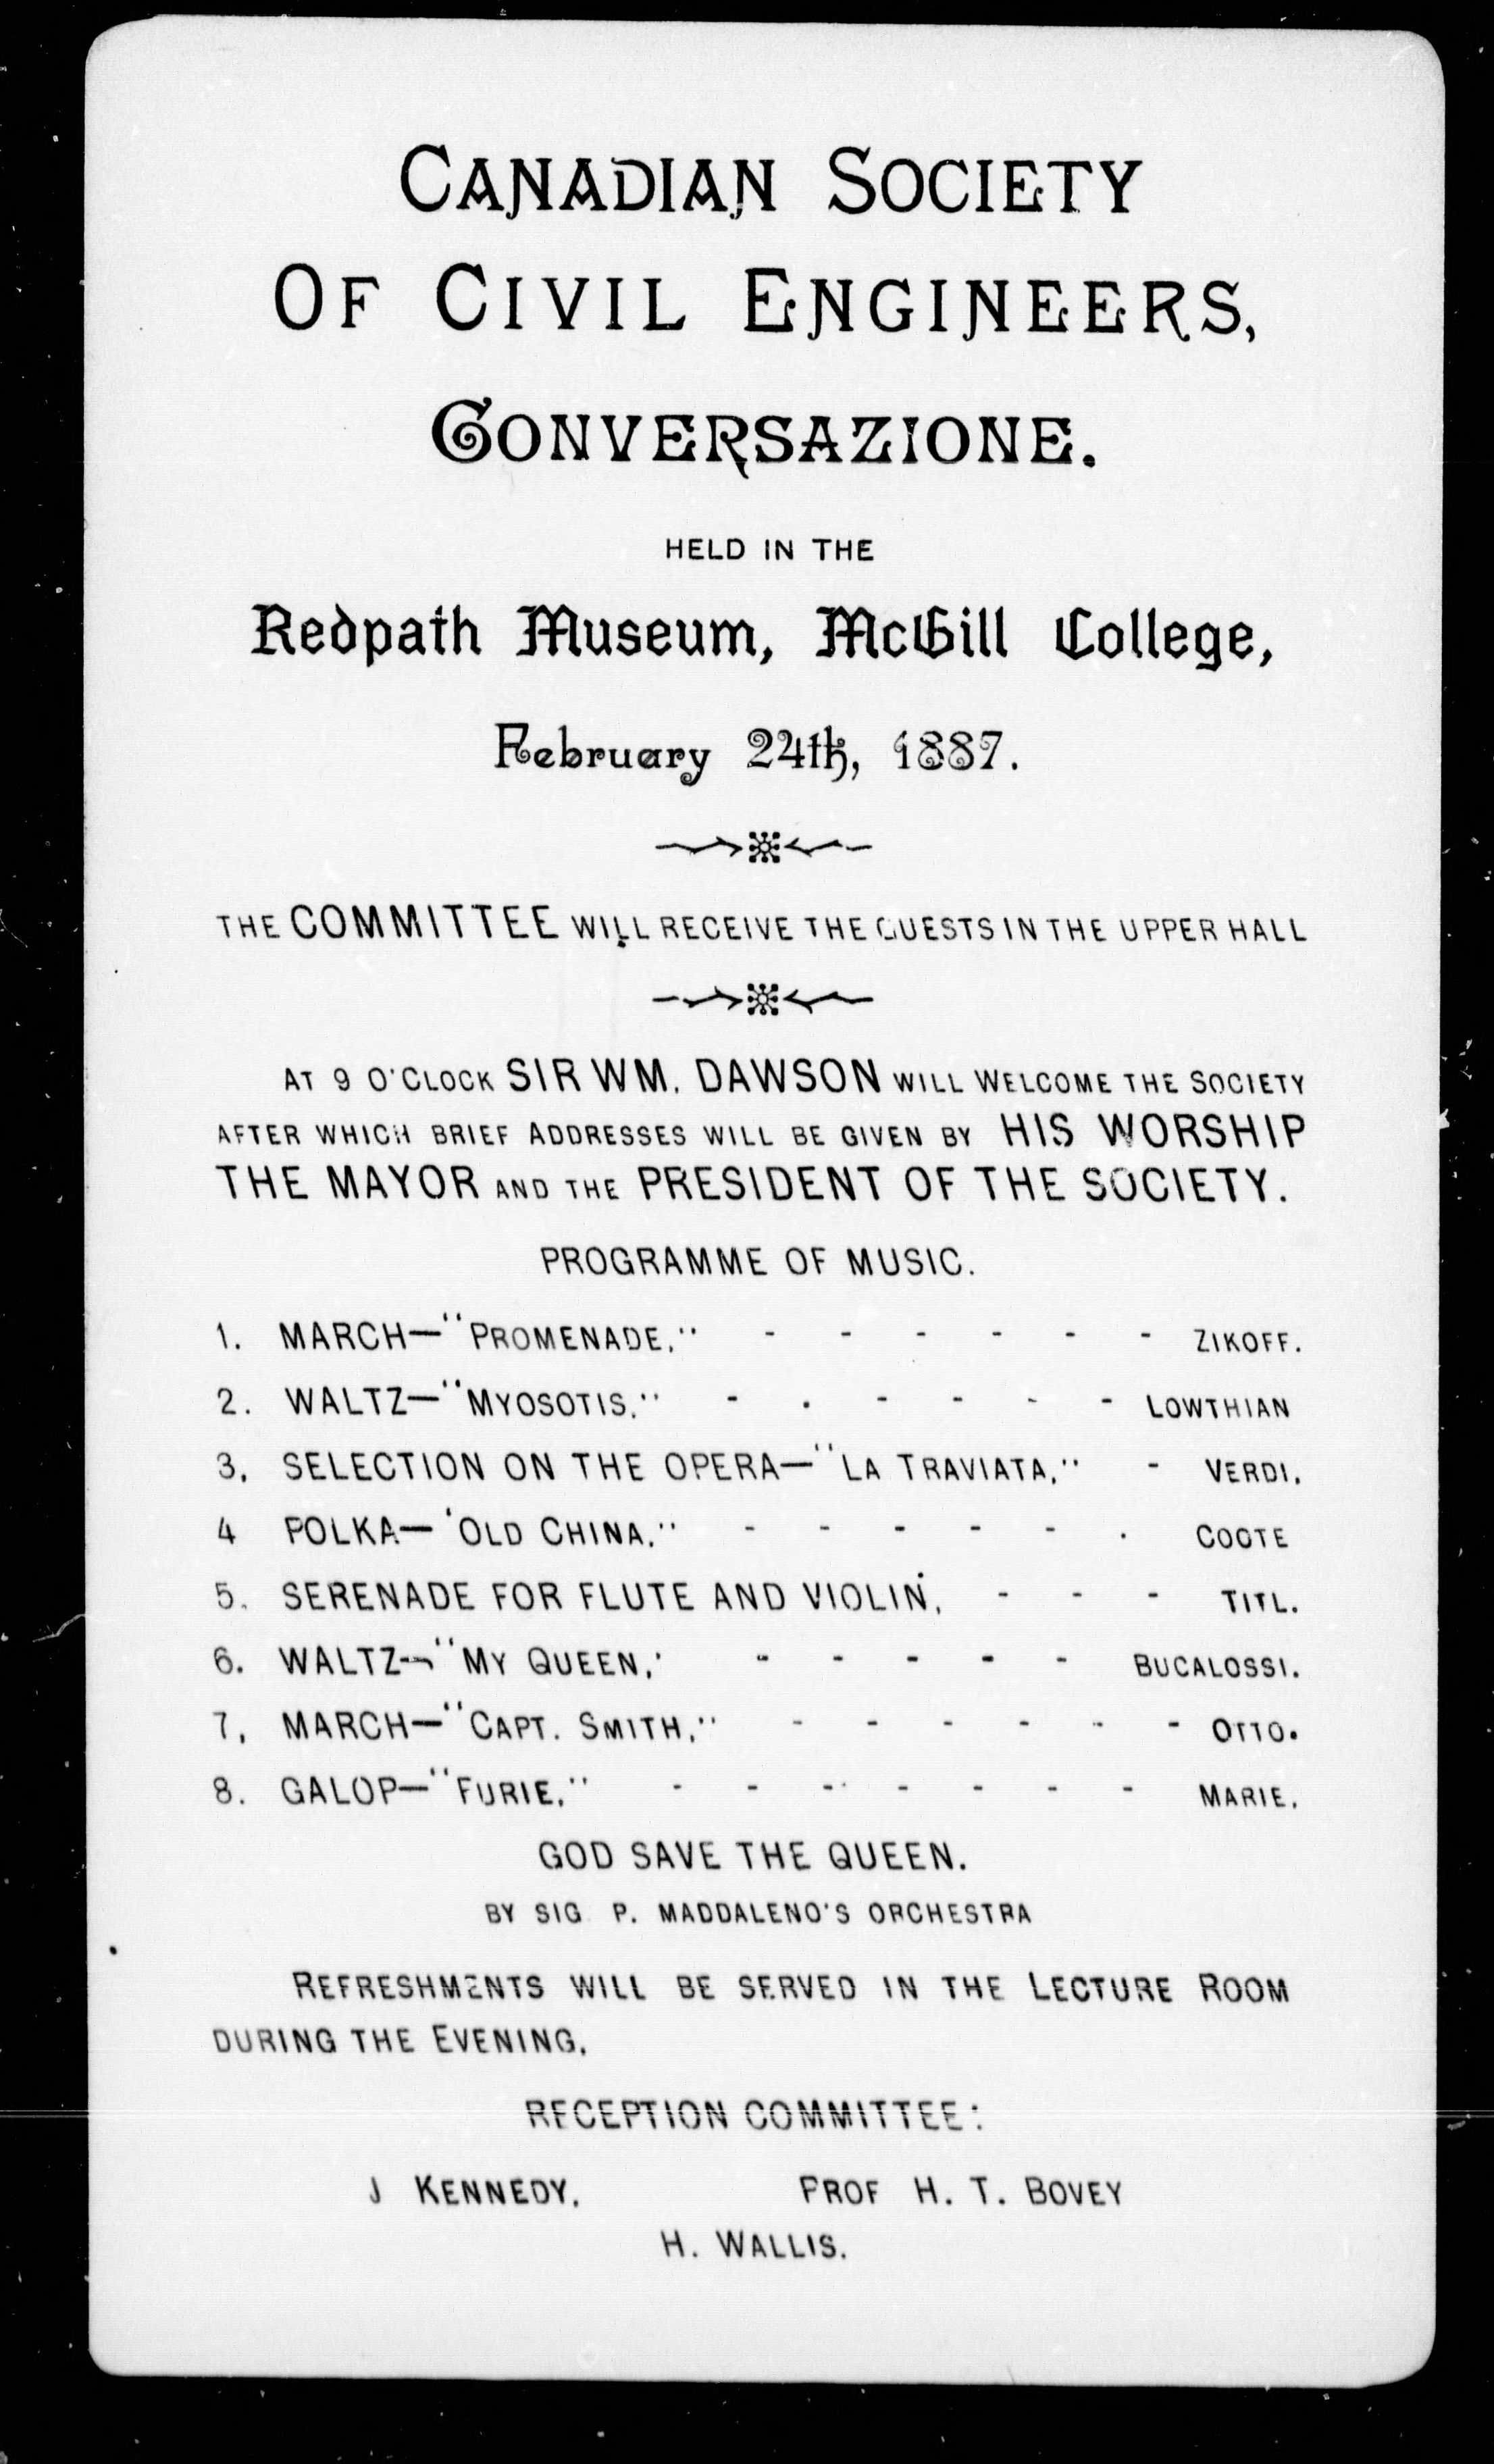 CANADIAN SOCIETY
OF CIVIL ENGINEERS,
CONVERSAZIONE.
HELD IN THE
Redpath Museum, McGill College,
February 24th, 1887.
THE COMMITTEE WILL RECEIVE THE GUESTS IN THE UPPER HALL
AT 9 O'CLOCK SIR WM. DAWSON WILL WELCOME THE SOCIETY
AFTER WHICH BRIEF ADDRESSES WILL BE GIVEN BY HIS WORSHIP
THE MAYOR AND THE PRESIDENT OF THE SOCIETY.
PROGRAMME OF MUSIC.
1. MARCH—"PROMENADE," - - - - - - ZIKOFF.
2. WALTZ—"MYOSOTIS." - . - - - - LOWTHIAN
3, SELECTION ON THE OPERA—"LA TRAVIATA," - VERDI.
4 POLKA—'OLD CHINA." - - - - - . COOTE
5. SERENADE FOR FLUTE AND VIOLIN, - - - TITL.
6. WALTZ—"MY QUEEN,' - - - - - BUCALOSSI.
7, MARCH—"CAPT. SMITH," - - - - - - OTTO.
8. GALOP—"FURIE," - - - - - - - MARIE.
GOD SAVE THE QUEEN.
BY SIG P. MADDALENO'S ORCHESTRA
REFRESHMENTS WILL BE SERVED IN THE LECTURE ROOM
DURING THE EVENING.
RECEPTION COMMITTEE:
J KENNEDY. PROF H. T. BOVEY
H. WALLIS.